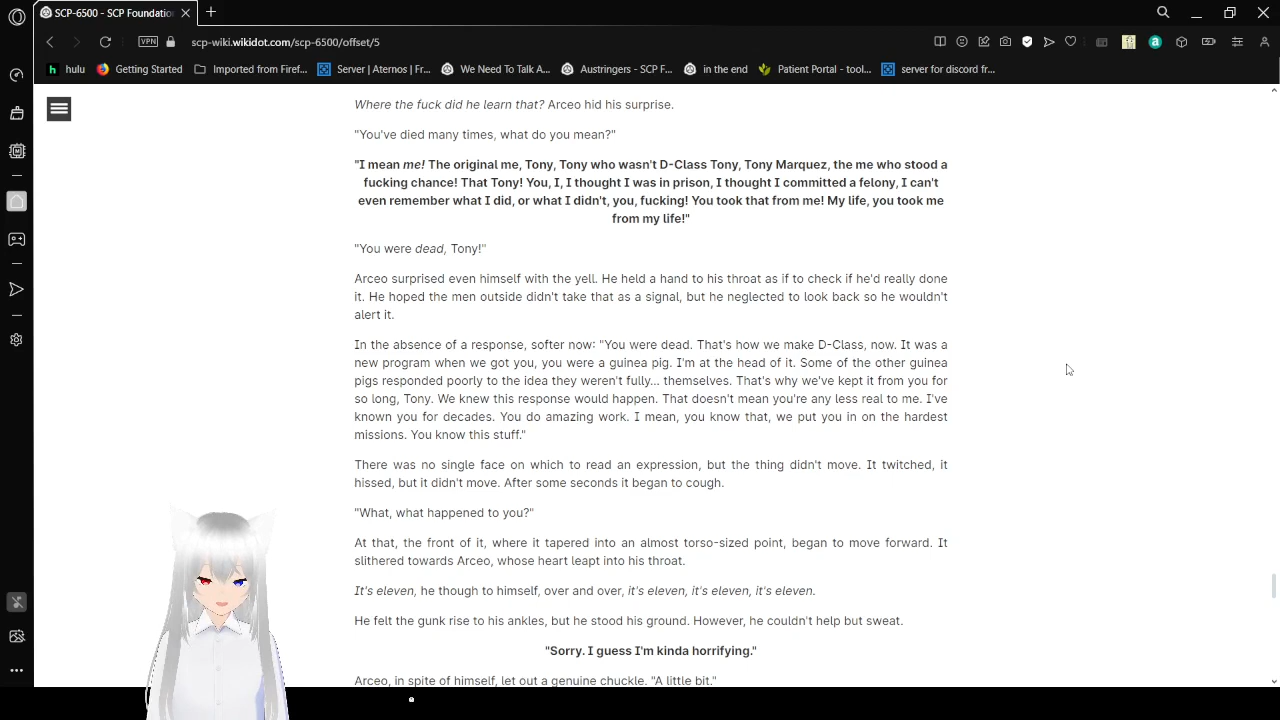 SCP-6500 - SCP Foundatio
VPN
scp-wiki.wikidot.com/scp-6500/offset/5
hulu
Getting Started
Imported from Firef...
Server | Aternos | Fr...
We Need To Talk A...
Austringers - SCP F...
in the end
Patient Portal - tool...
server for discord fr...
Where the fuck did he learn that? Arceo hid his surprise.
"You've died many times, what do you mean?"
"I mean me! The original me, Tony, Tony who wasn't D-Class Tony, Tony Marquez, the me who stood a
fucking chance! That Tony! You, I, I thought I was in prison, I thought I committed a felony, I can't
even remember what I did, or what I didn't, you, fucking! You took that from me! My life, you took me
from my life!"
"You were dead, Tony!"
Arceo surprised even himself with the yell. He held a hand to his throat as if to check if he'd really done
it. He hoped the men outside didn't take that as a signal, but he neglected to look back so he wouldn't
alert it.
In the absence of a response, softer now: "You were dead. That's how we make D-Class, now. It was a
new program when we got you, you were a guinea pig. I'm at the head of it. Some of the other guinea
pigs responded poorly to the idea they weren't fully... themselves. That's why we've kept it from you for
so long, Tony. We knew this response would happen. That doesn't mean you're any less real to me. I've
known you for decades. You do amazing work. I mean, you know that, we put you in on the hardest
missions. You know this stuff."
There was no single face on which to read an expression, but the thing didn't move. It twitched, it
hissed, but it didn't move. After some seconds it began to cough.
"What, what happened to you?"
At that, the front of it, where it tapered into an almost torso-sized point, began to move forward. It
slithered towards Arceo, whose heart leapt into his throat.
It's eleven, he though to himself, over and over, it's eleven, it's eleven, it's eleven.
He felt the gunk rise to his ankles, but he stood his ground. However, he couldn't help but sweat.
"Sorry. I guess I'm kinda horrifying."
Arceo, in spite of himself, let out a genuine chuckle. "A little bit."